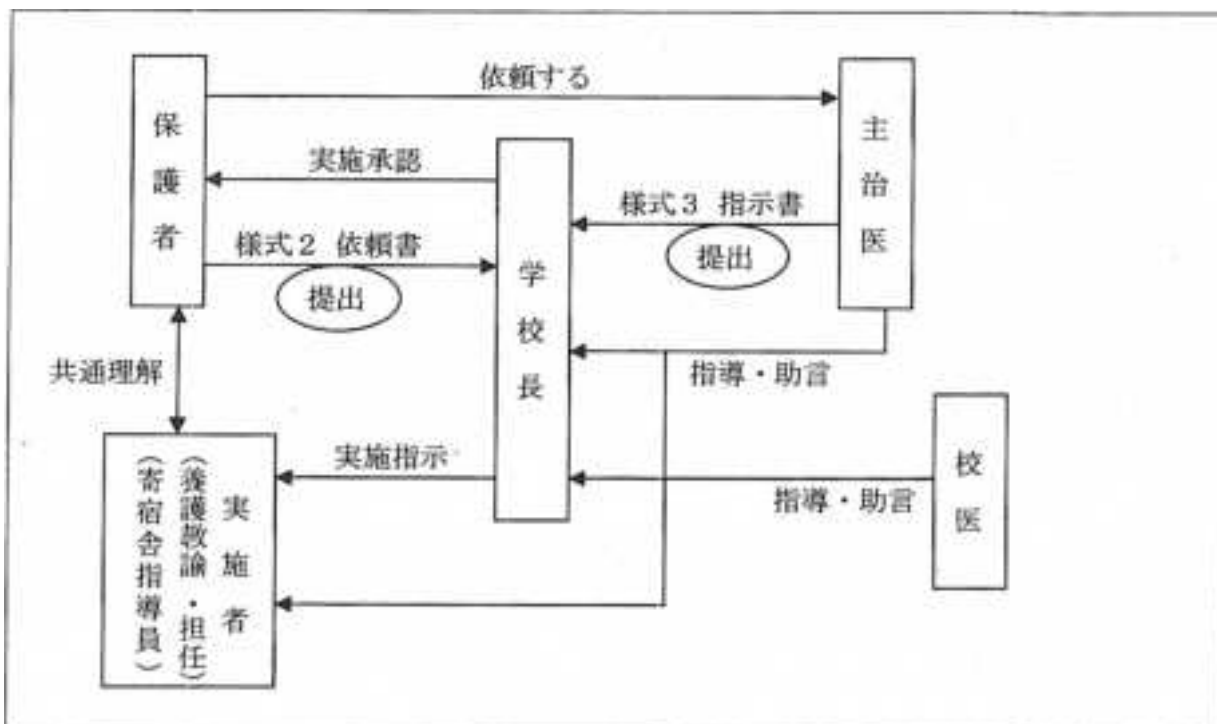 依頼する
保護者
主治医
実施承認
様式3 指示書
提出
様式2 依頼書
提出
学校長
共通理解
指導・助言
実施指示
指導・助言
校医
実施者
(養護教諭・担任)
(寄宿舎指導員)